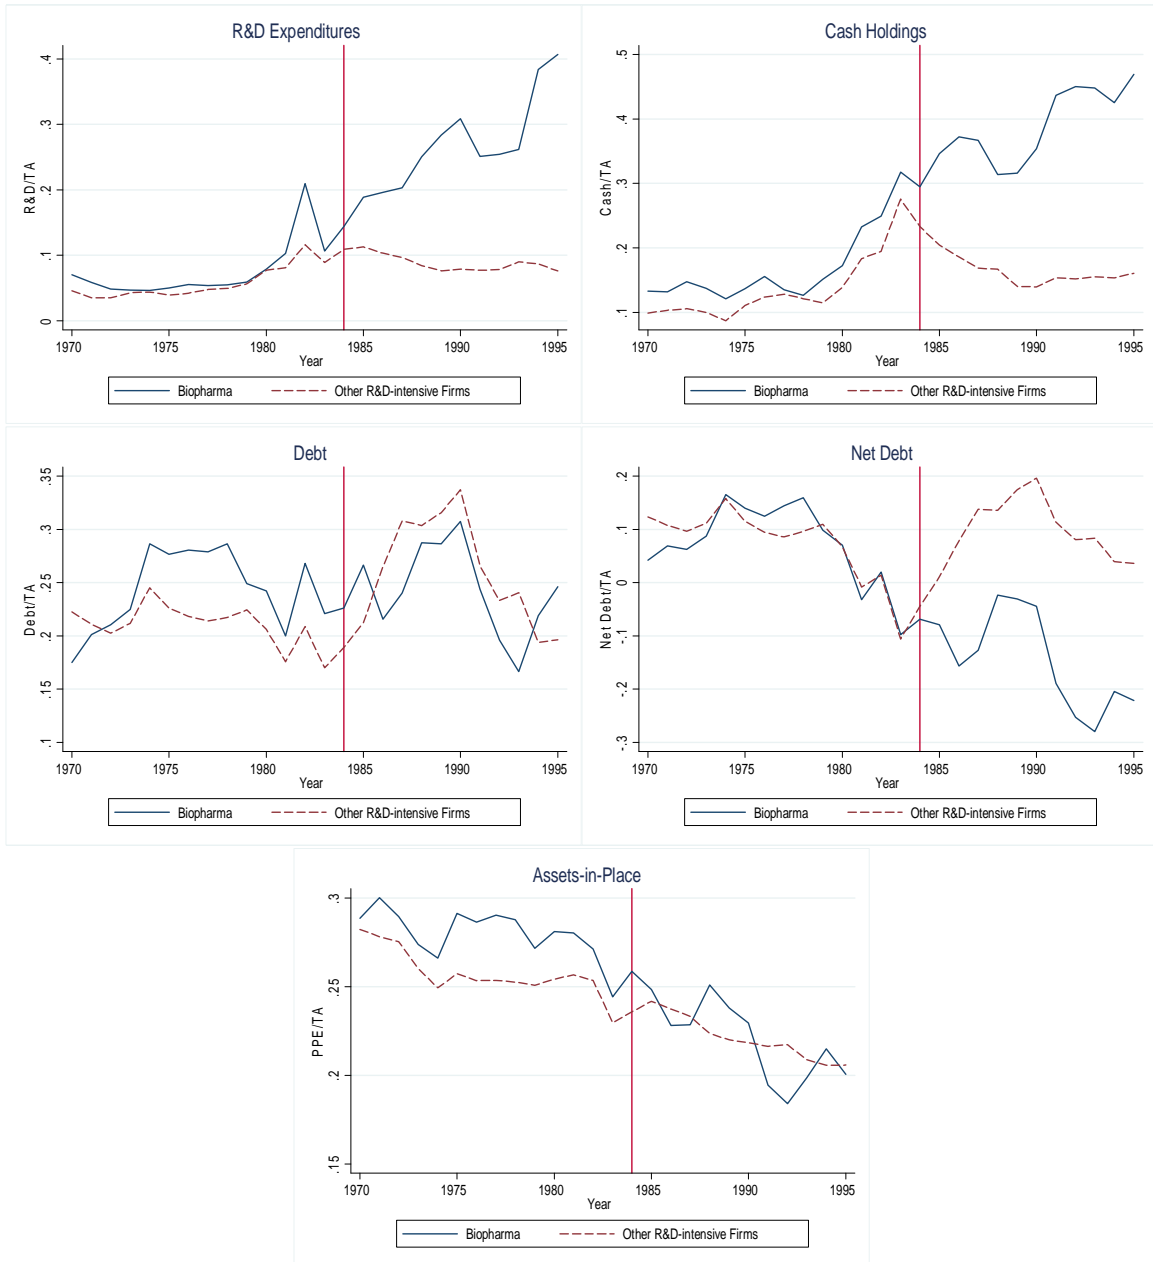 R&D Expenditures
R&D/TA
.4
.3
.2
.1
0
1970 1975 1980 1985 1990 1995
Year
Biopharma Other R&D-intensive Firms
Cash Holdings
Cash/TA
.5
.4
.3
.2
.1
1970 1975 1980 1985 1990 1995
Year
Biopharma Other R&D-intensive Firms
Debt
Debt/TA
.35
.3
.25
.2
.15
.1
1970 1975 1980 1985 1990 1995
Year
Biopharma Other R&D-intensive Firms
Net Debt
Net Debt/TA
.2
.1
0
-.1
-.2
-.3
1970 1975 1980 1985 1990 1995
Year
Biopharma Other R&D-intensive Firms
Assets-in-Place
PPE/TA
.3
.25
.2
.15
1970 1975 1980 1985 1990 1995
Year
Biopharma Other R&D-intensive Firms